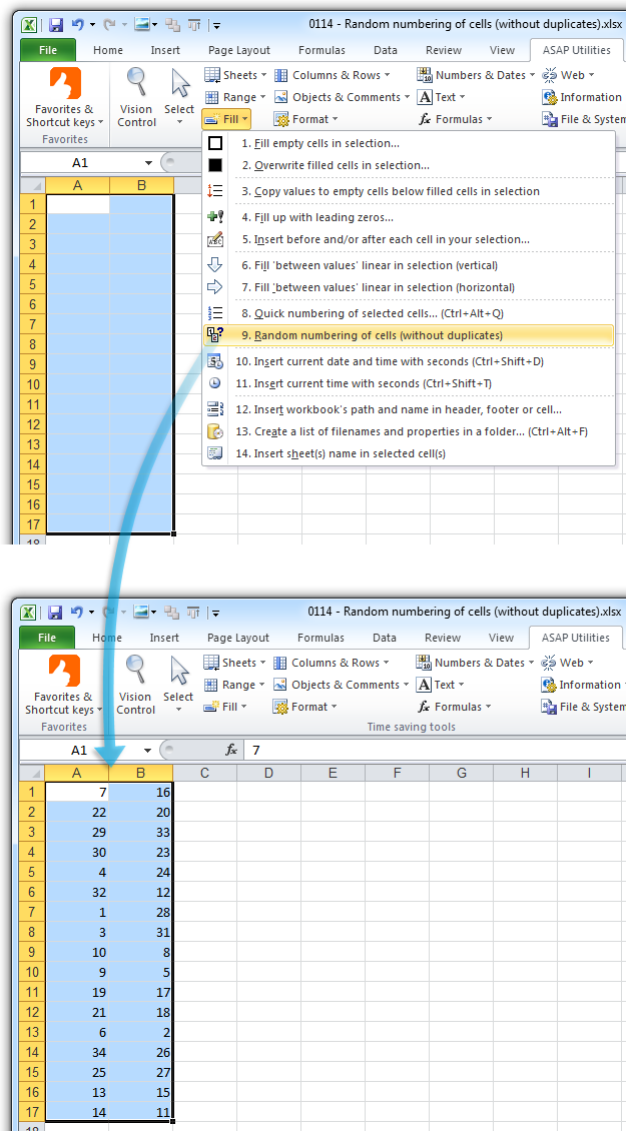 0114 - Random numbering of cells (without duplicates).xlsx
File Home Insert Page Layout Formulas Data Review View ASAP Utilities
Sheets Columns & Rows Numbers & Dates Web
Favorites & Shortcut keys Vision Control Select Range Objects & Comments Text Information
Fill Format Formulas File & System
Favorites
A1
A B
1. Fill empty cells in selection...
2. Overwrite filled cells in selection...
3. Copy values to empty cells below filled cells in selection
4. Fill up with leading zeros...
5. Insert before and/or after each cell in your selection...
6. Fill 'between values' linear in selection (vertical)
7. Fill 'between values' linear in selection (horizontal)
8. Quick numbering of selected cells... (Ctrl+Alt+Q)
9. Random numbering of cells (without duplicates)
10. Insert current date and time with seconds (Ctrl+Shift+D)
11. Insert current time with seconds (Ctrl+Shift+T)
12. Insert workbook's path and name in header, footer or cell...
13. Create a list of filenames and properties in a folder... (Ctrl+Alt+F)
14. Insert sheet(s) name in selected cell(s)
1
2
3
4
5
6
7
8
9
10
11
12
13
14
15
16
17
18
0114 - Random numbering of cells (without duplicates).xlsx
File Home Insert Page Layout Formulas Data Review View ASAP Utilities
Sheets Columns & Rows Numbers & Dates Web
Favorites & Shortcut keys Vision Control Select Range Objects & Comments Text Information
Fill Format Formulas File & System
Favorites Time saving tools
A1 fx 7
A B C D E F G H I
1 7 16
2 22 20
3 29 33
4 30 23
5 4 24
6 32 12
7 1 28
8 3 31
9 10 8
10 9 5
11 19 17
12 21 18
13 6 2
14 34 26
15 25 27
16 13 15
17 14 11
18